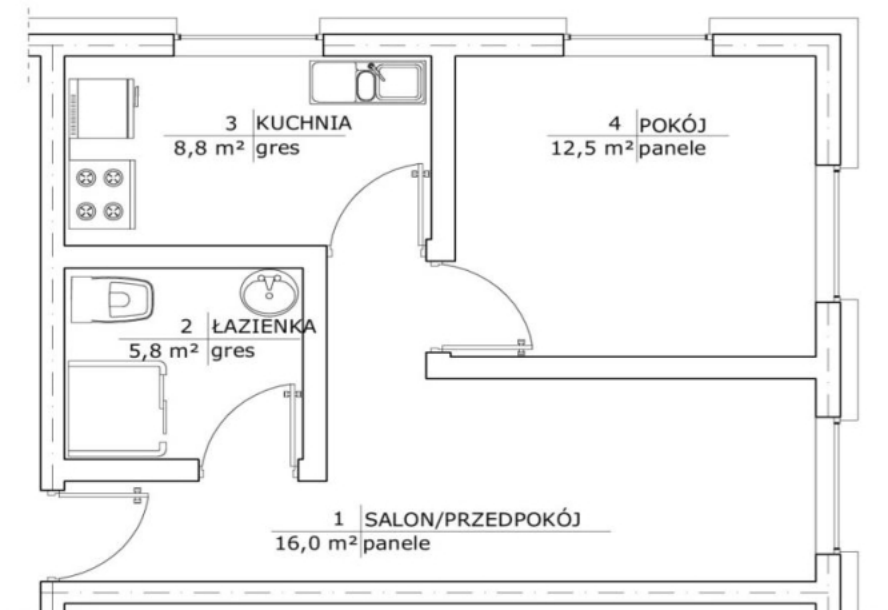 3 KUCHNIA
8,8 m² gres
4 POKÓJ
12,5 m² panele
2 ŁAZIENKA
5,8 m² gres
1 SALON/PRZEDPOKÓJ
16,0 m² panele